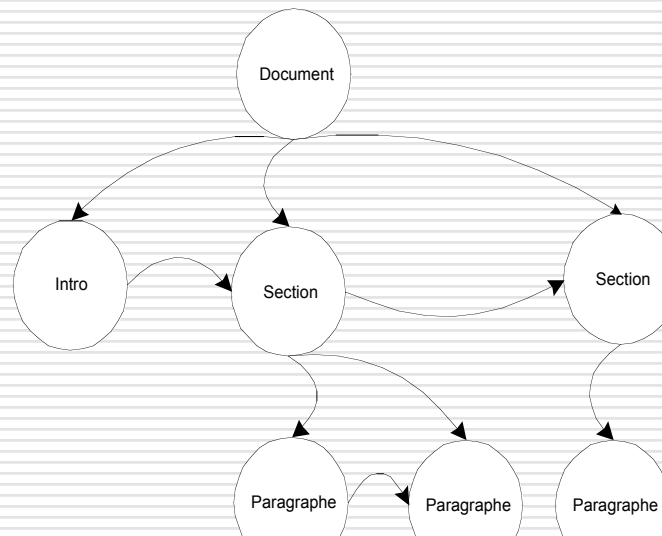 Document
Intro
Section
Section
Paragraphe
Paragraphe
Paragraphe